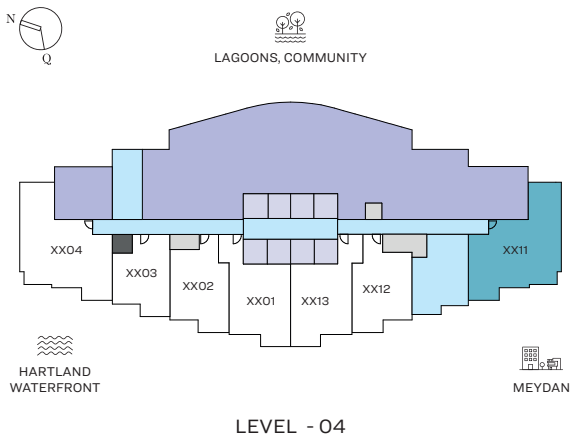 N
Q
LAGOONS, COMMUNITY
XX04
XX03
XX02
XX01
XX13
XX12
XX11
HARTLAND
WATERFRONT
MEYDAN
LEVEL - 04